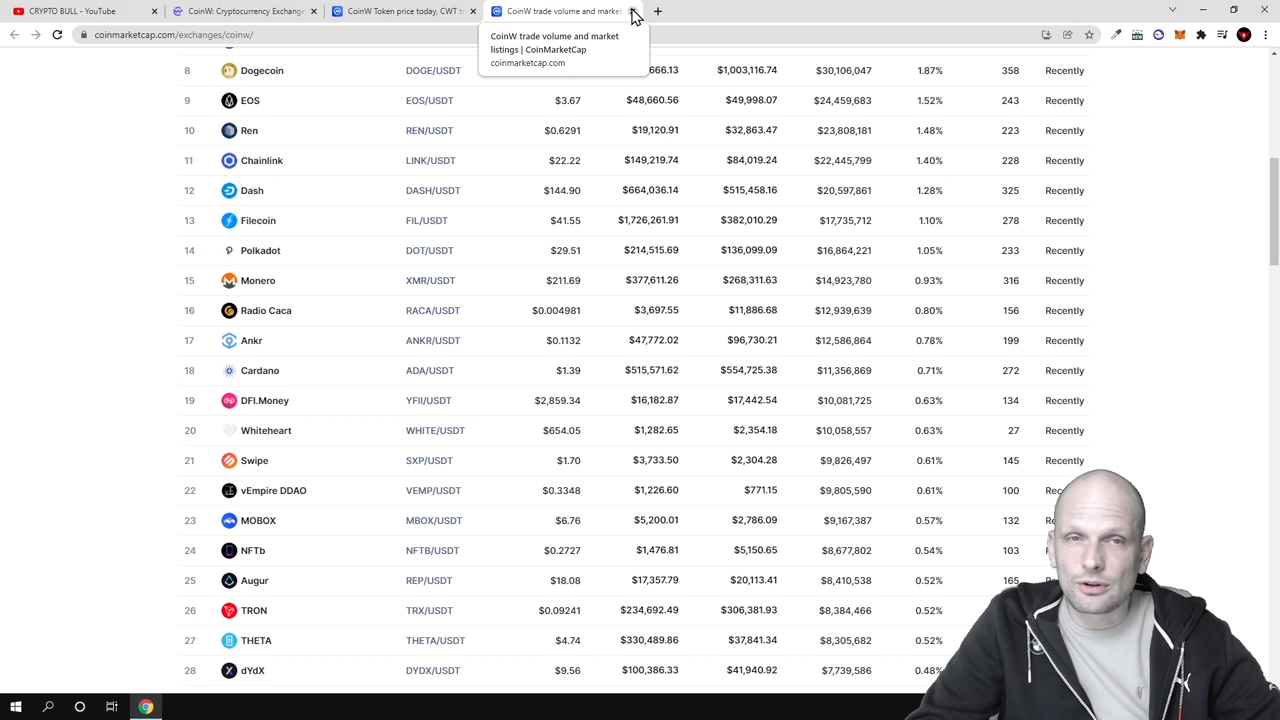 CRYPTO BULL - YouTube
CoinW: Cryptocurrency Exchange
CoinW Token price today, CWT t
CoinW trade volume and market
coinmarketcap.com/exchanges/coinw/
CoinW trade volume and market
listings | CoinMarketCap
coinmarketcap.com
8 Dogecoin DOGE/USDT 666.13 $1,003,116.74 $30,106,047 1.87% 358 Recently
9 EOS EOS/USDT $3.67 $48,660.56 $49,998.07 $24,459,683 1.52% 243 Recently
10 Ren REN/USDT $0.6291 $19,120.91 $32,863.47 $23,808,181 1.48% 223 Recently
11 Chainlink LINK/USDT $22.22 $149,219.74 $84,019.24 $22,445,799 1.40% 228 Recently
12 Dash DASH/USDT $144.90 $664,036.14 $515,458.16 $20,597,861 1.28% 325 Recently
13 Filecoin FIL/USDT $41.55 $1,726,261.91 $382,010.29 $17,735,712 1.10% 278 Recently
14 Polkadot DOT/USDT $29.51 $214,515.69 $136,099.09 $16,864,221 1.05% 233 Recently
15 Monero XMR/USDT $211.69 $377,611.26 $268,311.63 $14,923,780 0.93% 316 Recently
16 Radio Caca RACA/USDT $0.004981 $3,697.55 $11,886.68 $12,939,639 0.80% 156 Recently
17 Ankr ANKR/USDT $0.1132 $47,772.02 $96,730.21 $12,586,864 0.78% 199 Recently
18 Cardano ADA/USDT $1.39 $515,571.62 $554,725.38 $11,356,869 0.71% 272 Recently
19 DFI.Money YFII/USDT $2,859.34 $16,182.87 $17,442.54 $10,081,725 0.63% 134 Recently
20 Whiteheart WHITE/USDT $654.05 $1,282.65 $2,354.18 $10,058,557 0.63% 27 Recently
21 Swipe SXP/USDT $1.70 $3,733.50 $2,304.28 $9,826,497 0.61% 145 Recently
22 vEmpire DDAO VEMP/USDT $0.3348 $1,226.60 $771.15 $9,805,590 0.61% 100
23 MOBOX MBOX/USDT $6.76 $5,200.01 $2,786.09 $9,167,387 0.57% 132
24 NFTb NFTB/USDT $0.2727 $1,476.81 $5,150.65 $8,677,802 0.54% 103
25 Augur REP/USDT $18.08 $17,357.79 $20,113.41 $8,410,538 0.52% 165
26 TRON TRX/USDT $0.09241 $234,692.49 $306,381.93 $8,384,466 0.52%
27 THETA THETA/USDT $4.74 $330,489.86 $37,841.34 $8,305,682 0.52%
28 dYdX DYDX/USDT $9.56 $100,386.33 $41,940.92 $7,739,586 0.48%